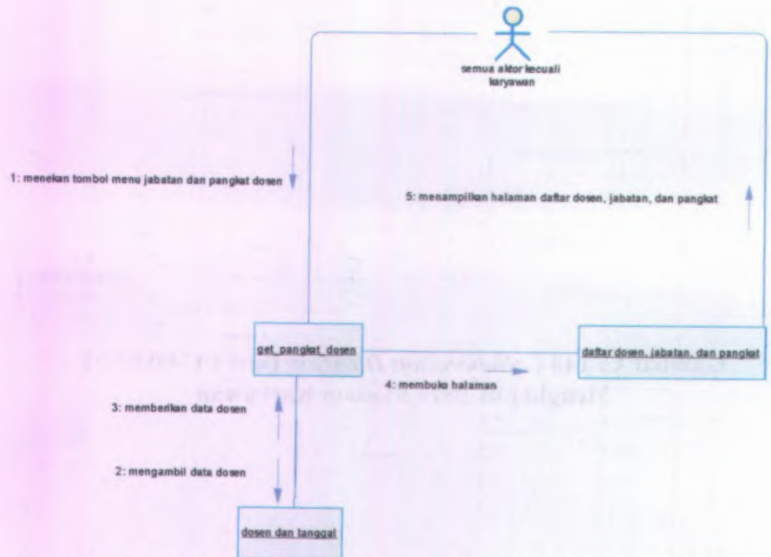 semua aktor kecuali
karyawan
1: menekan tombol menu jabatan dan pangkat dosen
5: menampilkan halaman daftar dosen, jabatan, dan pangkat
get_pangkat_dosen
daftar dosen, jabatan, dan pangkat
4: membuka halaman
3: memberikan data dosen
2: mengambil data dosen
dosen dan tanggal